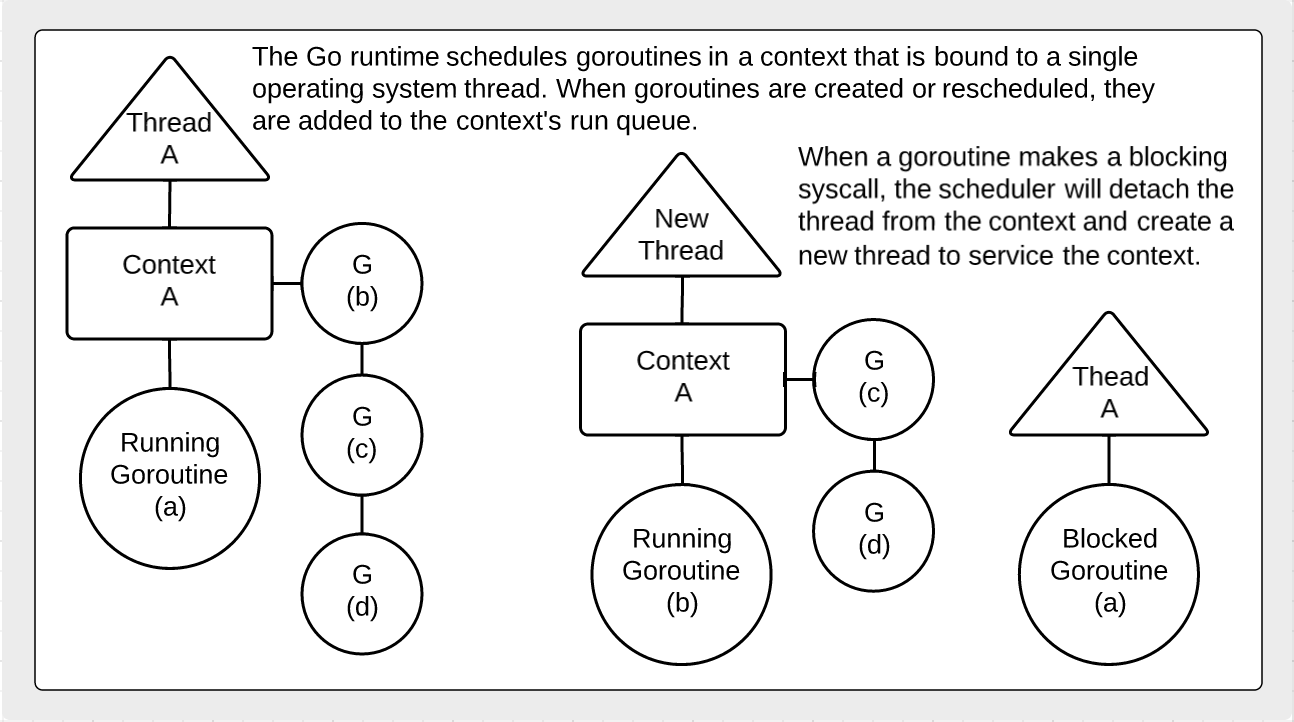 The Go runtime schedules goroutines in a context that is bound to a single
operating system thread. When goroutines are created or rescheduled, they
are added to the context's run queue.
Thread
A
Context
A
G
(b)
Running
Goroutine
(a)
G
(c)
G
(d)
When a goroutine makes a blocking
syscall, the scheduler will detach the
thread from the context and create a
new thread to service the context.
New
Thread
Context
A
G
(c)
Running
Goroutine
(b)
G
(d)
Thead
A
Blocked
Goroutine
(a)